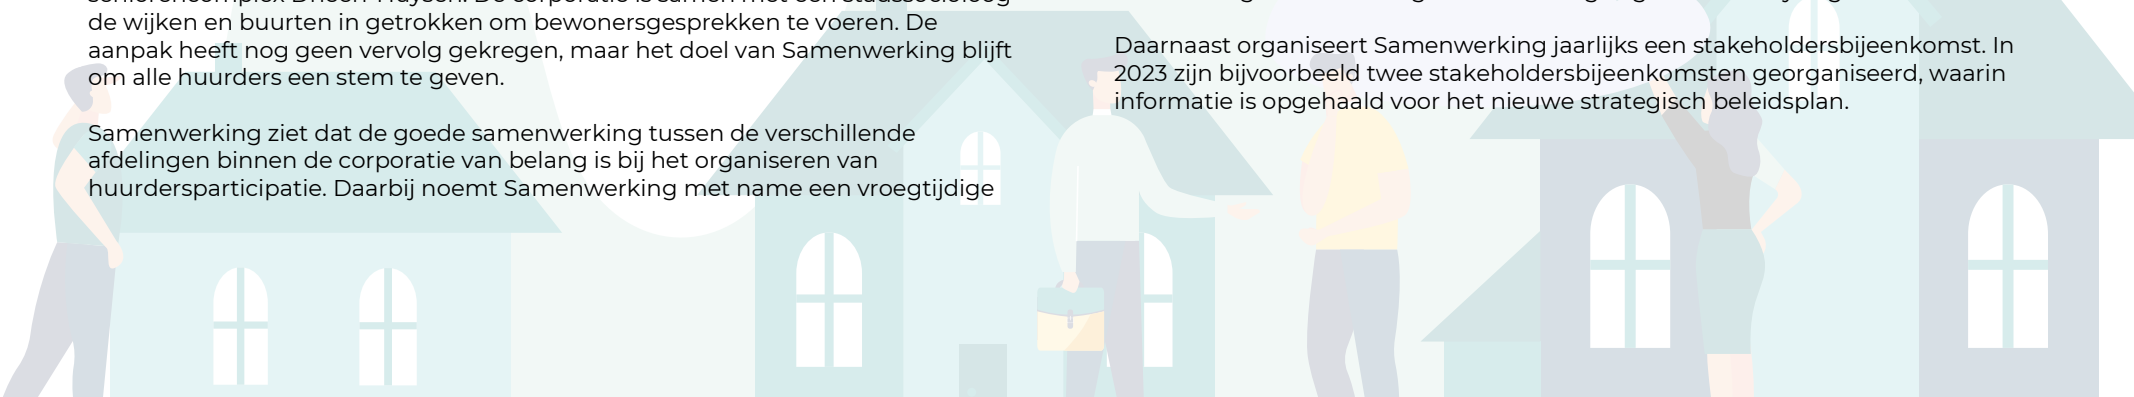 de wijken en buurten in getrokken om bewonersgesprekken te voeren. De
aanpak heeft nog geen vervolg gekregen, maar het doel van Samenwerking blijft
om alle huurders een stem te geven.
Samenwerking ziet dat de goede samenwerking tussen de verschillende
afdelingen binnen de corporatie van belang is bij het organiseren van
huurdersparticipatie. Daarbij noemt Samenwerking met name een vroegtijdige
Daarnaast organiseert Samenwerking jaarlijks een stakeholdersbijeenkomst. In
2023 zijn bijvoorbeeld twee stakeholdersbijeenkomsten georganiseerd, waarin
informatie is opgehaald voor het nieuwe strategisch beleidsplan.